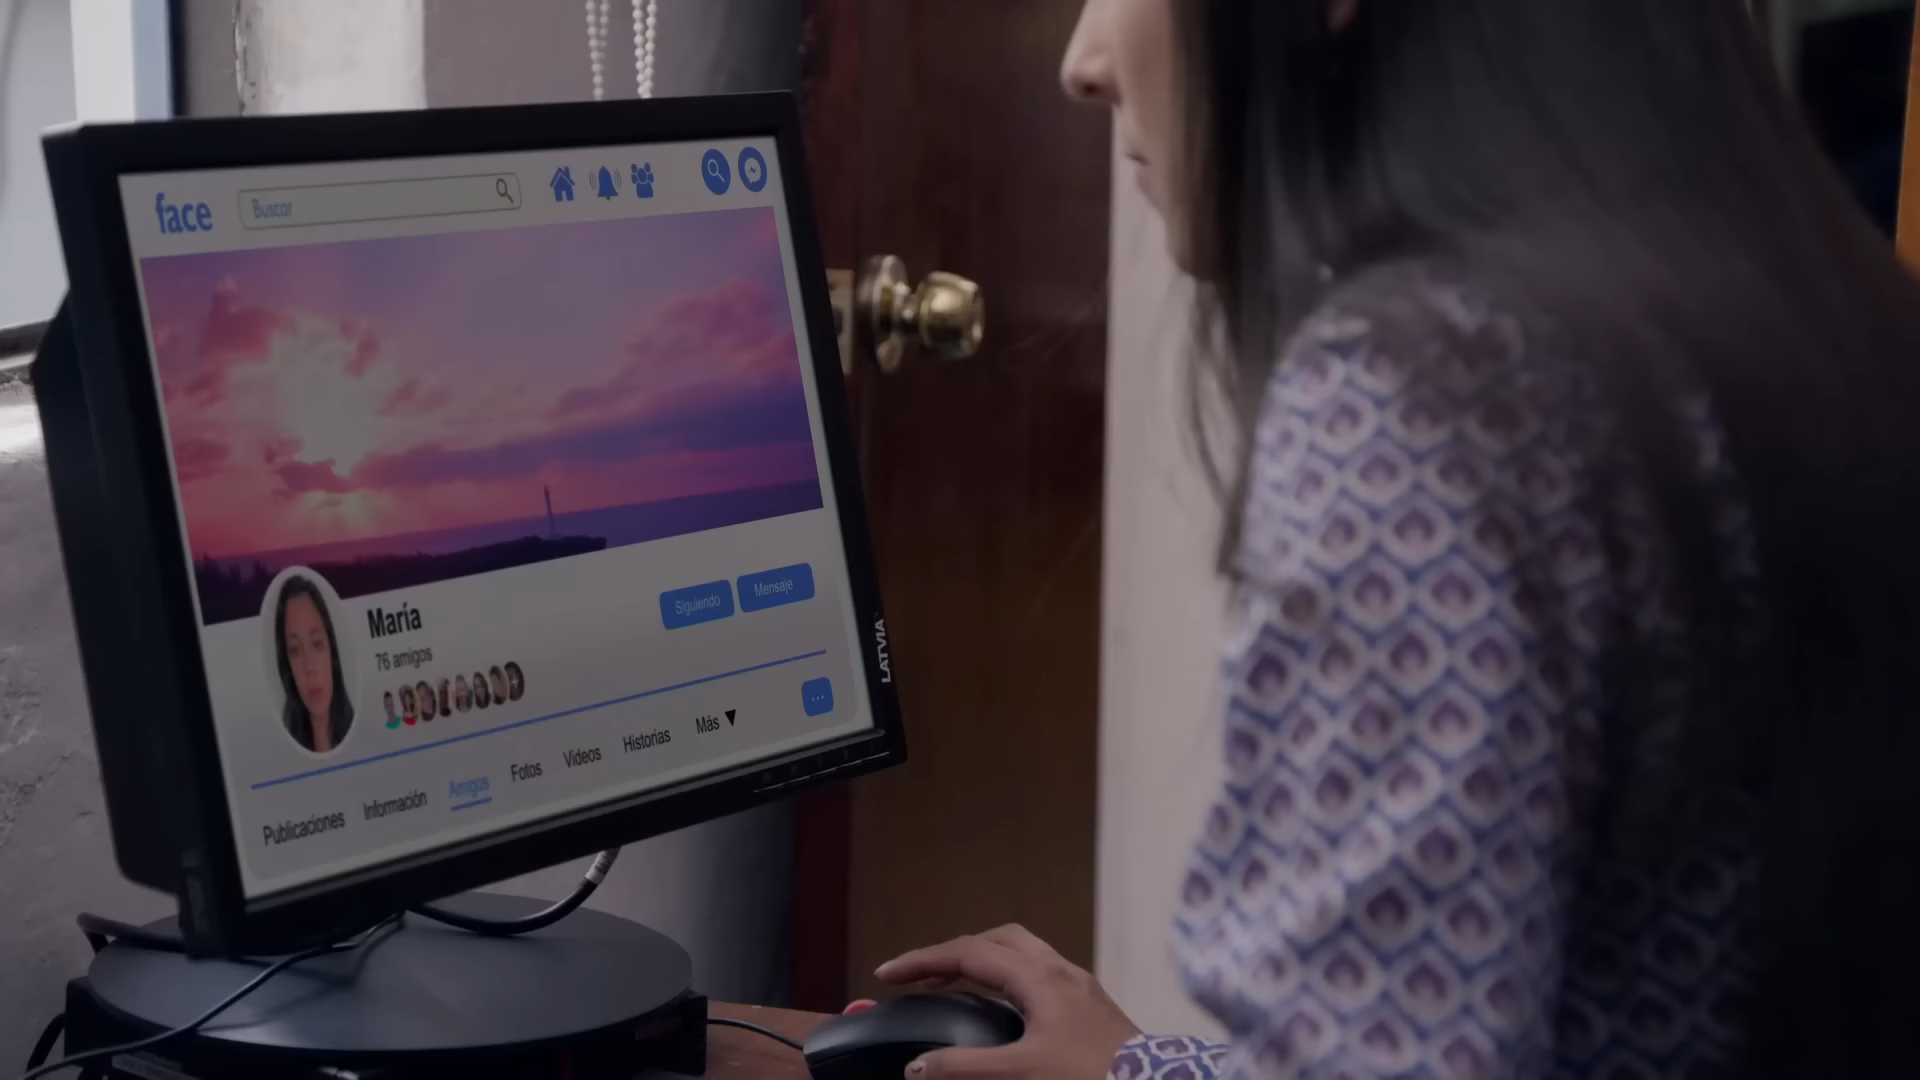 face
Buscar
María
76 amigos
Siguiendo
Mensaje
...
Publicaciones Información Amigos Fotos Videos Historias Más ▼
LATVIA